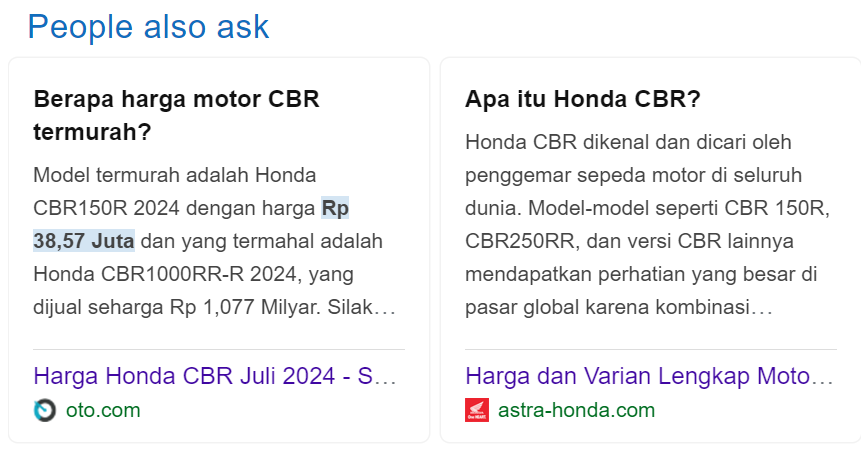 People also ask
Berapa harga motor CBR
termurah?
Model termurah adalah Honda
CBR150R 2024 dengan harga Rp
38,57 Juta dan yang termahal adalah
Honda CBR1000RR-R 2024, yang
dijual seharga Rp 1,077 Milyar. Silak…
Harga Honda CBR Juli 2024 - S…
oto.com
Apa itu Honda CBR?
Honda CBR dikenal dan dicari oleh
penggemar sepeda motor di seluruh
dunia. Model-model seperti CBR 150R,
CBR250RR, dan versi CBR lainnya
mendapatkan perhatian yang besar di
pasar global karena kombinasi…
Harga dan Varian Lengkap Moto…
astra-honda.com